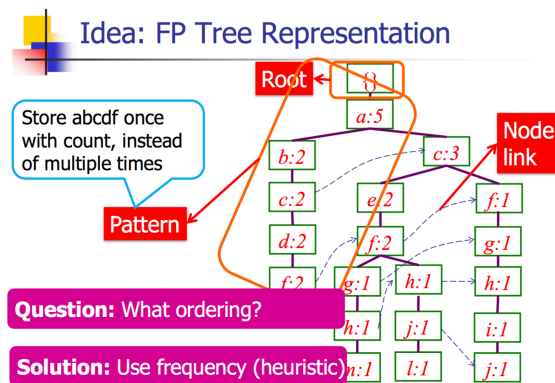 Idea: FP Tree Representation
Root
{}
a:5
Store abcdf once
with count, instead
of multiple times
Node
link
b:2
c:3
c:2
e:2
f:1
Pattern
d:2
f:2
g:1
f:2
g:1
h:1
h:1
Question: What ordering?
h:1
j:1
i:1
Solution: Use frequency (heuristic)
l:1
j:1